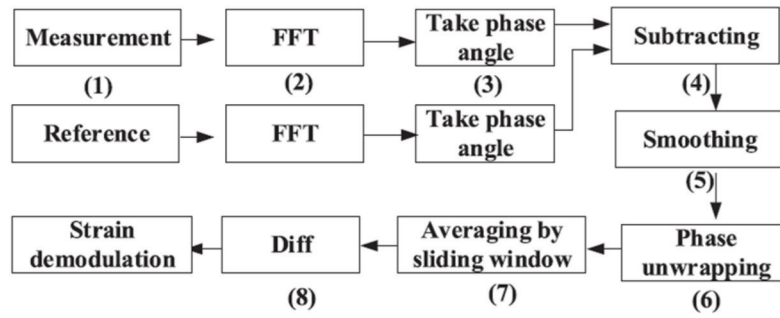 Measurement
FFT
Take phase
angle
Subtracting
(1)
(2)
(3)
(4)
Reference
FFT
Take phase
angle
Smoothing
(5)
Strain
demodulation
Diff
Averaging by
sliding window
Phase
unwrapping
(8)
(7)
(6)